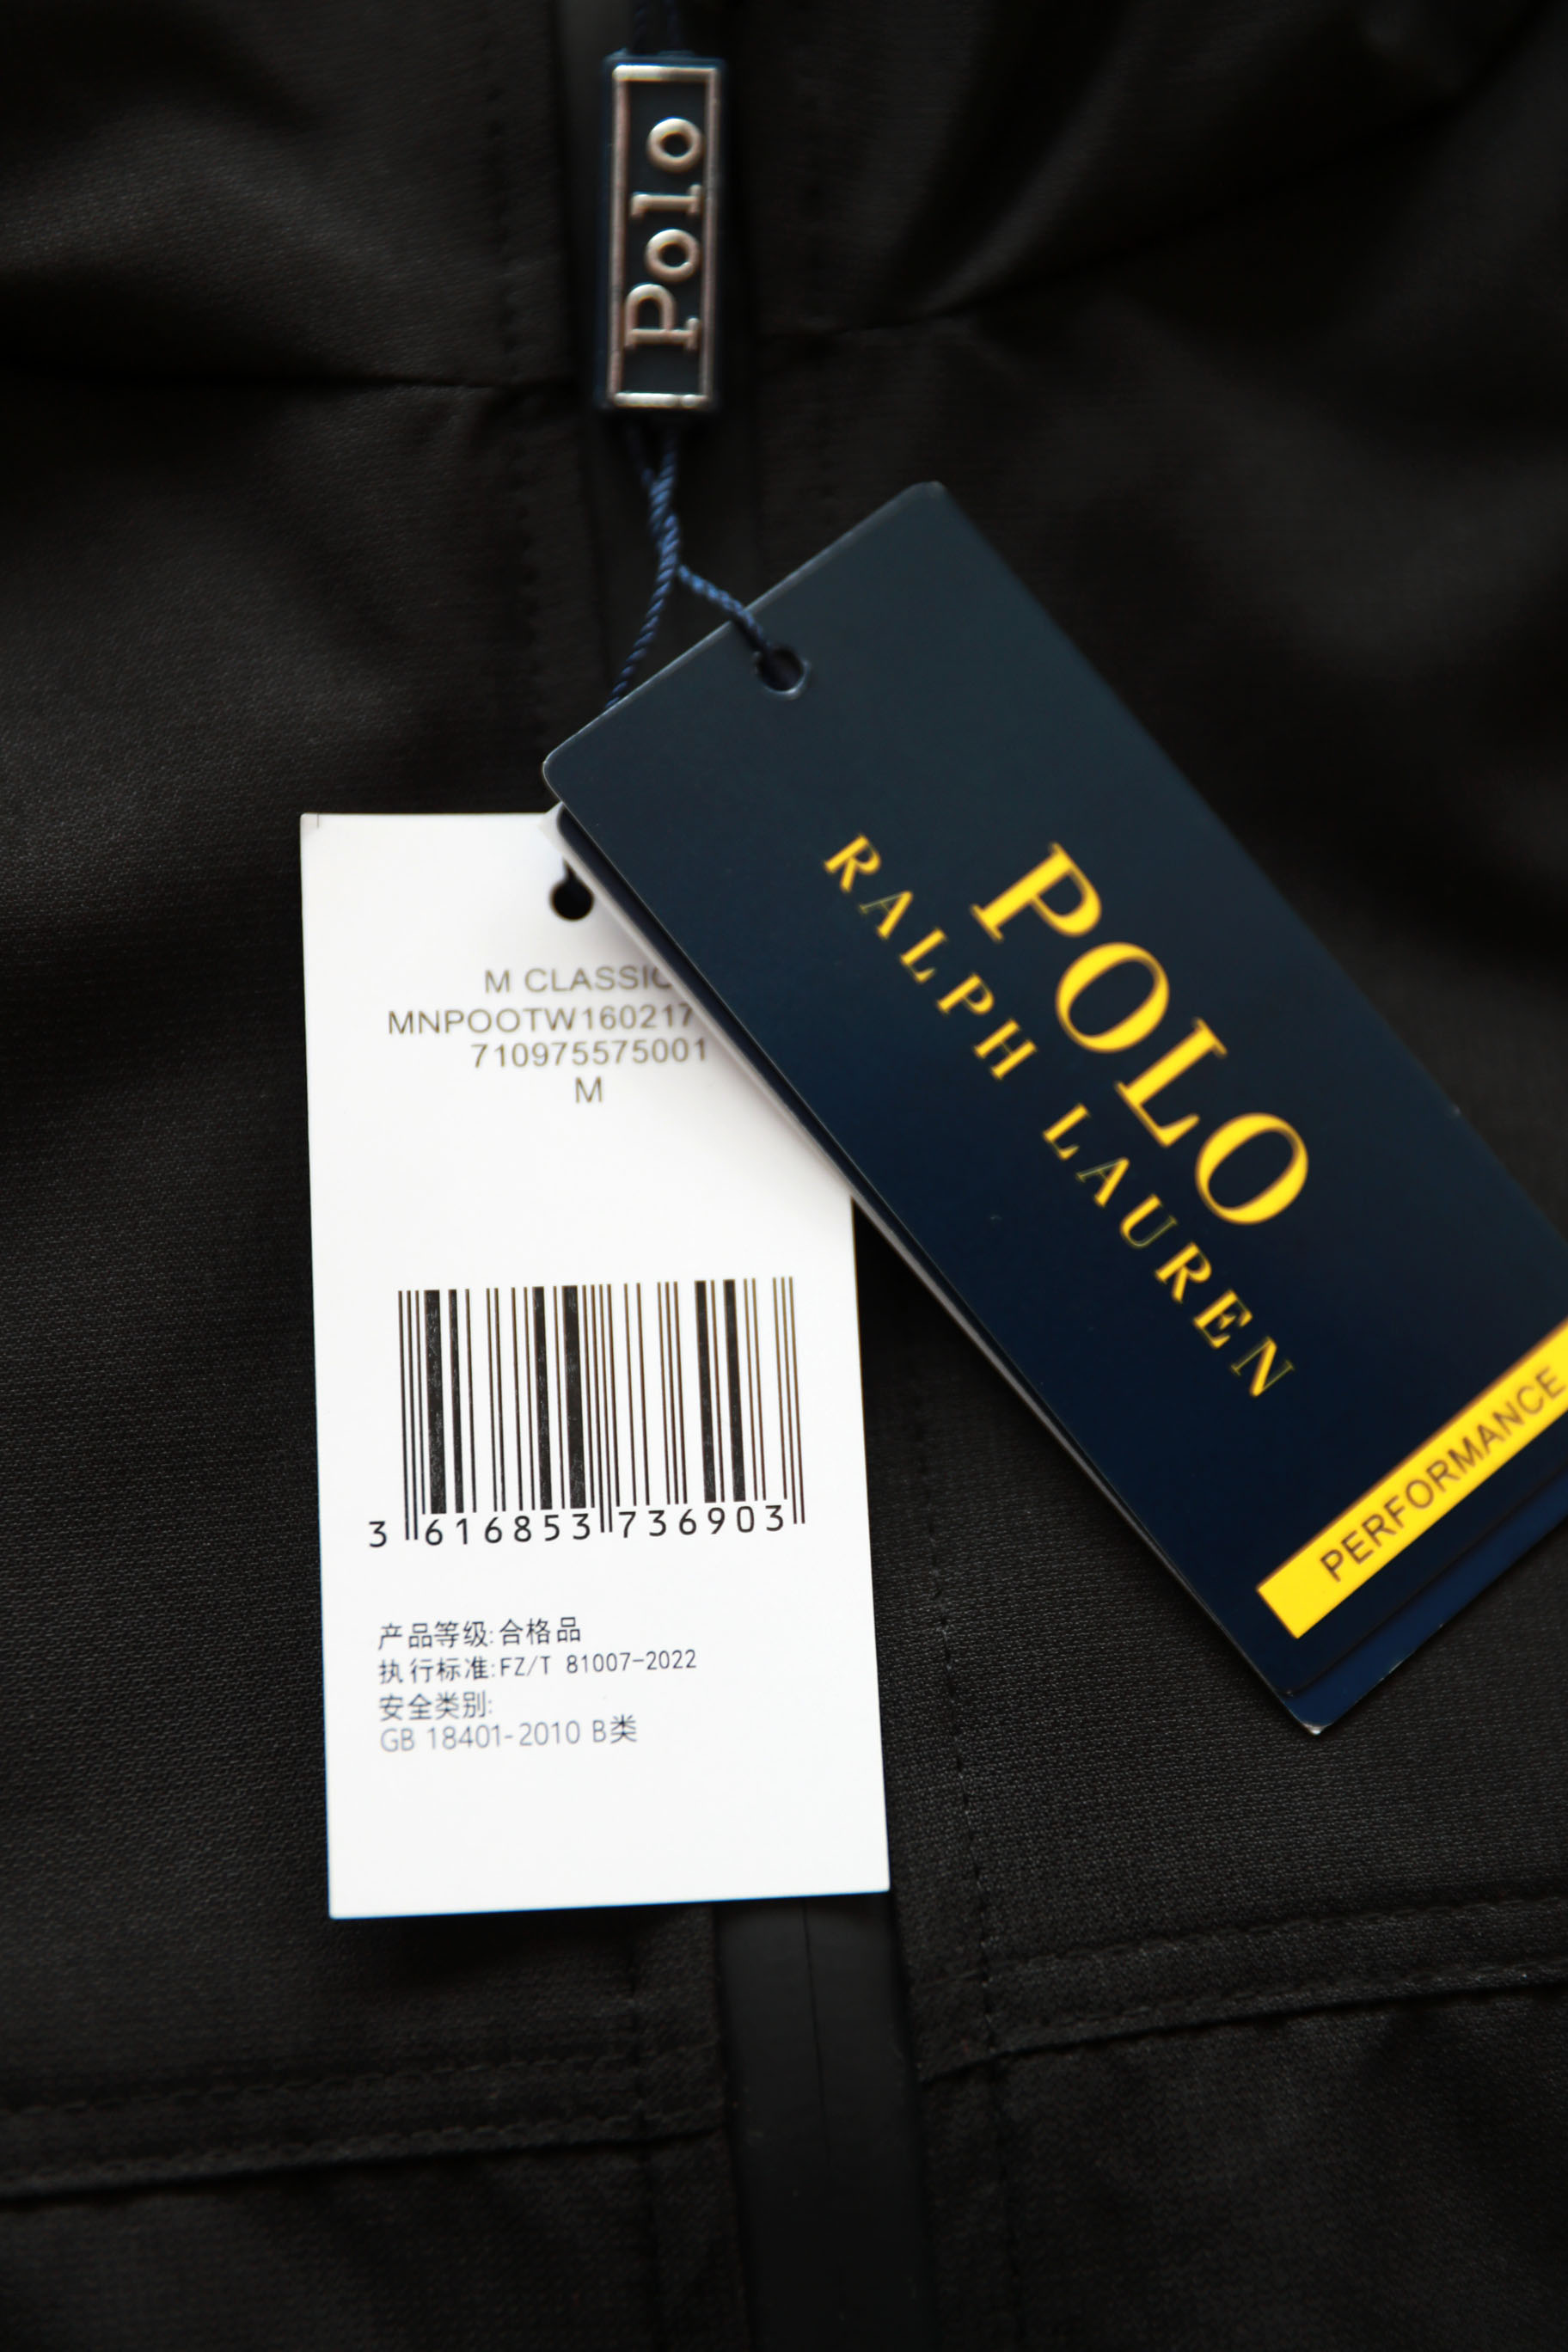 Polo
POLO
RALPH LAUREN
PERFORMANCE
M CLASSIC
MNPOOTW160217
710975575001
M
3 616853 736903
产品等级:合格品
执行标准:FZ/T 81007-2022
安全类别:
GB 18401-2010 B类